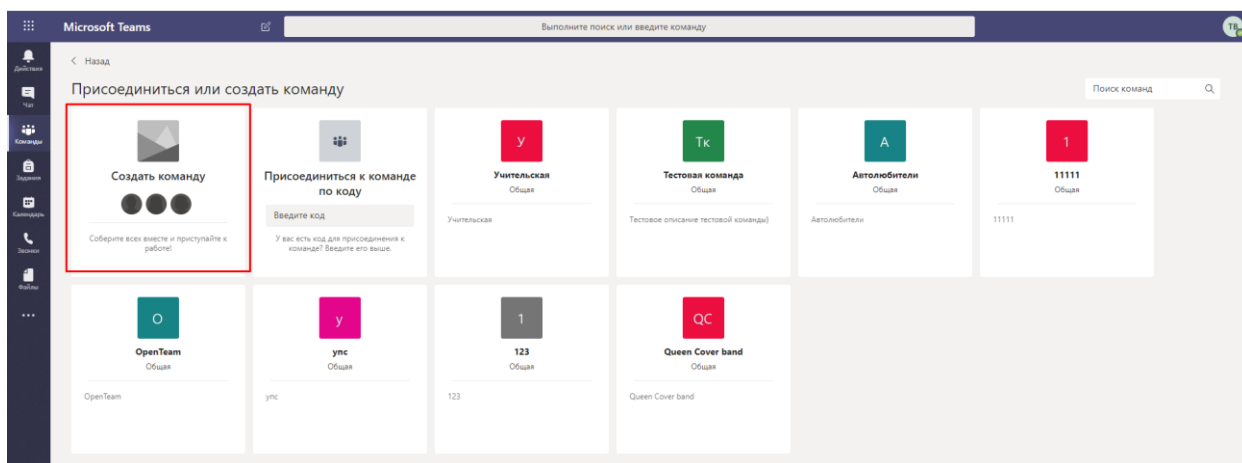 Microsoft Teams
Выполните поиск или введите команду
ТВ
Действия
Чат
Команды
Задания
Календарь
Звонки
Файлы
< Назад
Присоединиться или создать команду
Поиск команд
Создать команду
Соберите всех вместе и приступайте к
работе!
Присоединиться к команде
по коду
Введите код
У вас есть код для присоединения к
команде? Введите его выше.
У
Учительская
Общая
Учительская
Тк
Тестовая команда
Общая
Тестовое описание тестовой команды)
А
Автолюбители
Общая
Автолюбители
1
11111
Общая
11111
O
OpenTeam
Общая
OpenTeam
у
упс
Общая
упс
1
123
Общая
123
QC
Queen Cover band
Общая
Queen Cover band